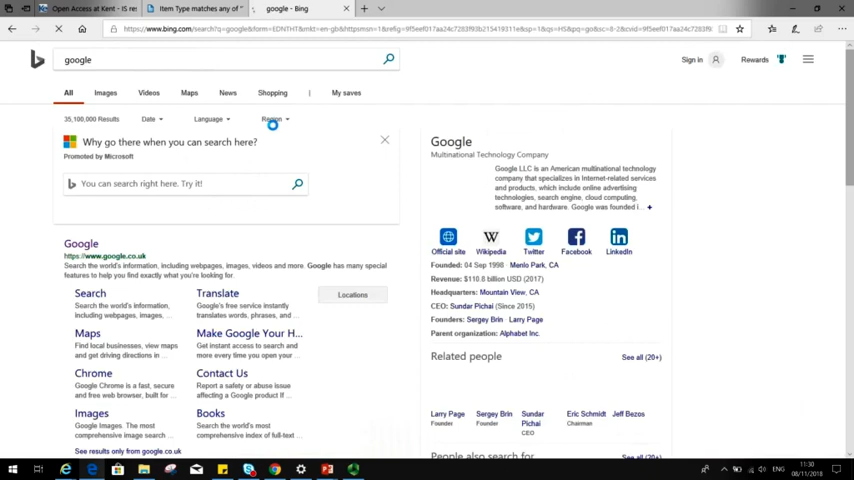 Open Access at Kent - IS res
Item Type matches any of "
google - Bing
https://www.bing.com/search?q=google&form=EDNTHT&mkt=en-gb&httpsmsn=1&refig=
google
Sign in
Rewards
All
Images
Videos
Maps
News
Shopping
|
My saves
35,100,000 Results
Date
Language
Region
Why go there when you can search here?
Promoted by Microsoft
You can search right here. Try it!
Google
https://www.google.co.uk
Search the world's information, including webpages, images, videos and more. Google has many special
features to help you find exactly what you're looking for.
Search
Search the world's information,
including webpages, images, ...
Translate
Google's free service instantly
translates words, phrases, and ...
Locations
Maps
Find local businesses, view maps
and get driving directions in ...
Make Google Your H...
Get instant access to search and
more every time you open your ...
Chrome
Google Chrome is a fast, secure
and free web browser, built for ...
Contact Us
Report a safety or abuse issue
affecting a Google product If ...
Images
Google Images. The most
comprehensive image search ...
Books
Search the world's most
comprehensive index of full-text ...
See results only from google.co.uk
Google
Multinational Technology Company
Google LLC is an American multinational technology
company that specializes in Internet-related services
and products, which include online advertising
technologies, search engine, cloud computing,
software, and hardware. Google was founded i...
Official site
Wikipedia
Twitter
Facebook
LinkedIn
Founded: 04 Sep 1998 Menlo Park, CA
Revenue: $110.8 billion USD (2017)
Headquarters: Mountain View, CA
CEO: Sundar Pichai (Since 2015)
Founders: Sergey Brin Larry Page
Parent organization: Alphabet Inc.
Related people
See all (20+)
Larry Page
Founder
Sergey Brin
Founder
Sundar
Pichai
CEO
Eric Schmidt
Chairman
Jeff Bezos
People also search for
See all (20+)
ENG
11:30
08/11/2018